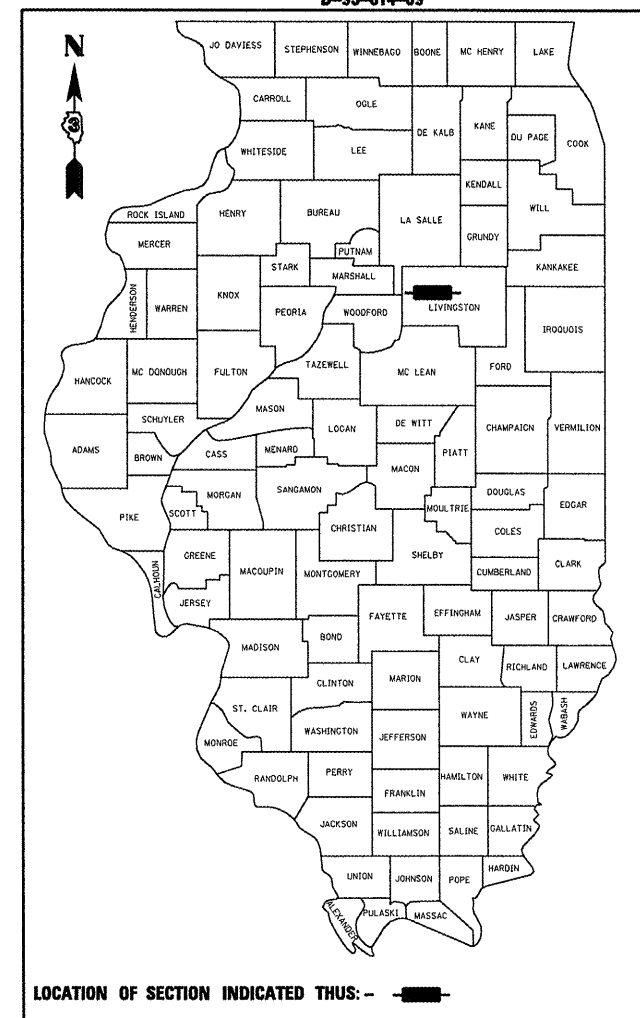 N
3
JO DAVIESS
STEPHENSON
WINNEBAGO
BOONE
MC HENRY
LAKE
CARROLL
OGLE
DE KALB
KANE
DU PAGE
COOK
WHITESIDE
LEE
KENDALL
WILL
ROCK ISLAND
HENRY
BUREAU
LA SALLE
GRUNDY
MERCER
PUTNAM
KANKAKEE
STARK
MARSHALL
HENDERSON
WARREN
KNOX
PEORIA
WOODFORD
LIVINGSTON
IROQUOIS
HANCOCK
MC DONOUGH
FULTON
TAZEWELL
MC LEAN
FORD
SCHUYLER
MASON
LOGAN
DE WITT
CHAMPAIGN
VERMILION
ADAMS
BROWN
CASS
MENARD
MACON
PIATT
PIKE
SCOTT
MORGAN
SANGAMON
CHRISTIAN
MOULTRIE
DOUGLAS
EDGAR
COLES
CALHOUN
GREENE
MACOUPIN
MONTGOMERY
SHELBY
CUMBERLAND
CLARK
JERSEY
FAYETTE
EFFINGHAM
JASPER
CRAWFORD
MADISON
BOND
CLAY
RICHLAND
LAWRENCE
CLINTON
MARION
ST. CLAIR
WAYNE
EDWARDS
WABASH
MONROE
WASHINGTON
JEFFERSON
RANDOLPH
PERRY
HAMILTON
WHITE
FRANKLIN
JACKSON
WILLIAMSON
SALINE
GALLATIN
UNION
JOHNSON
POPE
HARDIN
ALEXANDER
PULASKI
MASSAC
LOCATION OF SECTION INDICATED THUS: -